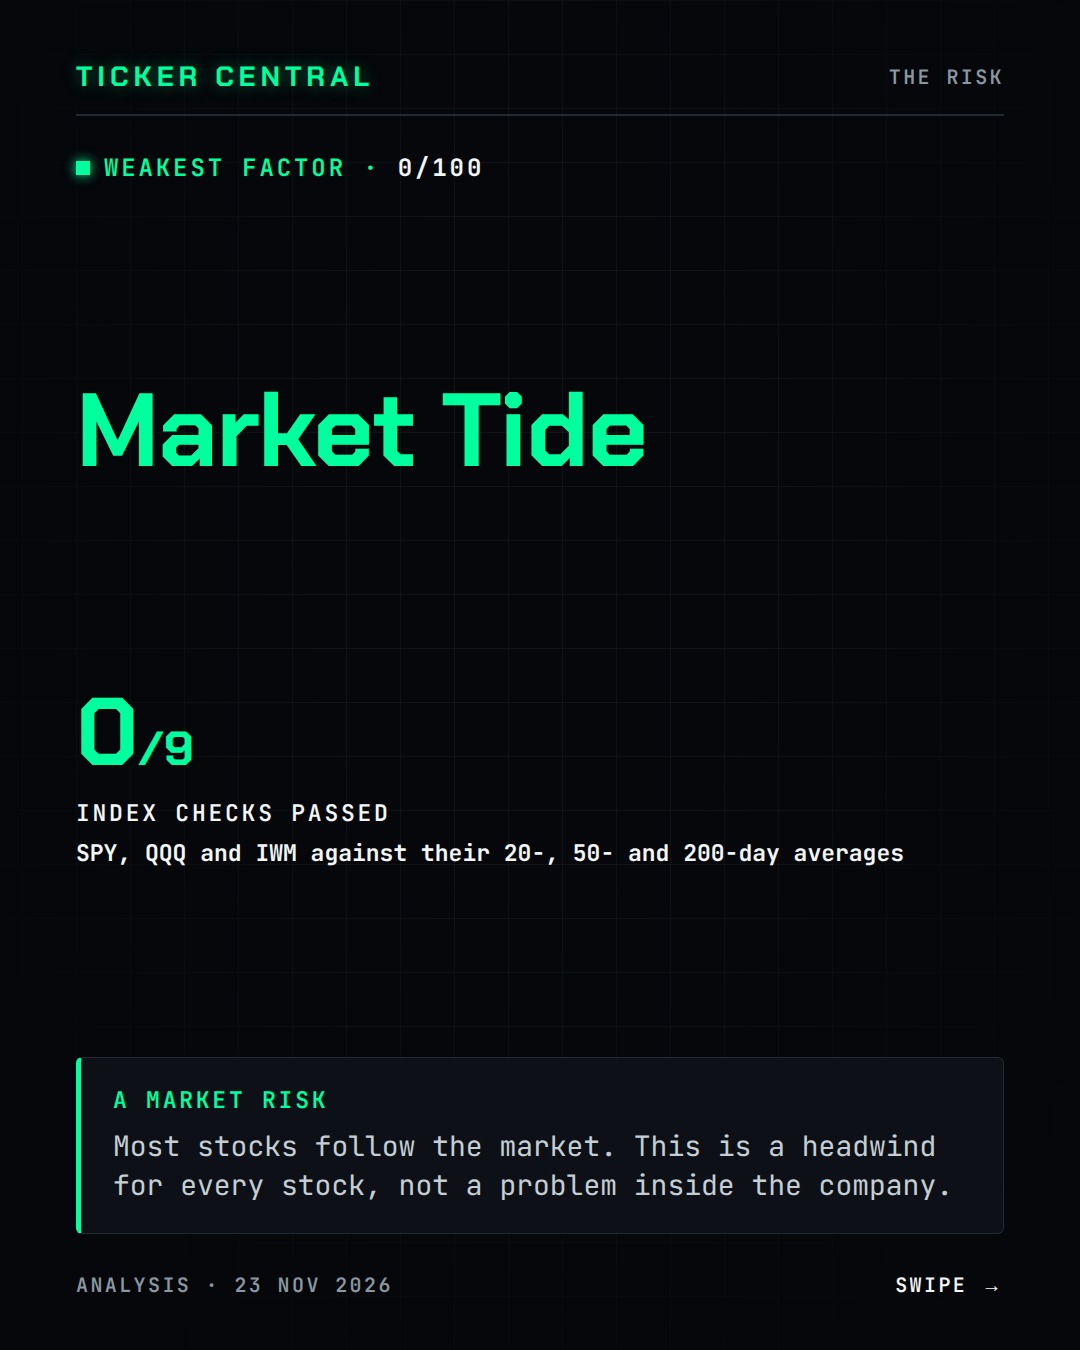 TICKER CENTRAL
THE RISK
WEAKEST FACTOR · 0/100
Market Tide
0/9
INDEX CHECKS PASSED
SPY, QQQ and IWM against their 20-, 50- and 200-day averages
A MARKET RISK
Most stocks follow the market. This is a headwind
for every stock, not a problem inside the company.
ANALYSIS · 23 NOV 2026
SWIPE →